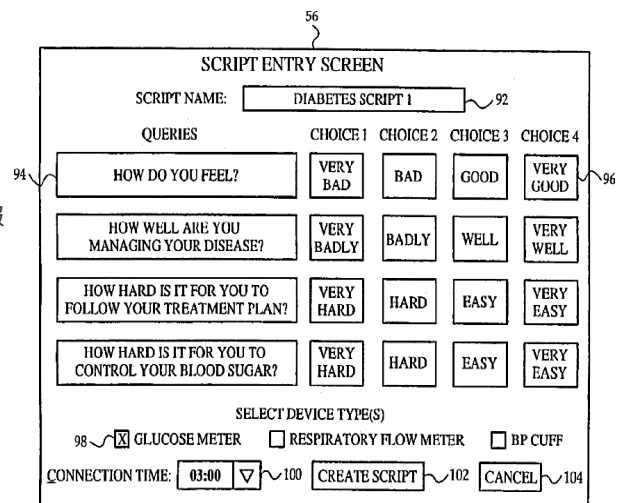 56
SCRIPT ENTRY SCREEN
SCRIPT NAME: DIABETES SCRIPT 1 92
QUERIES CHOICE 1 CHOICE 2 CHOICE 3 CHOICE 4
94 HOW DO YOU FEEL? VERY BAD BAD GOOD VERY GOOD 96
HOW WELL ARE YOU MANAGING YOUR DISEASE? VERY BADLY BADLY WELL VERY WELL
HOW HARD IS IT FOR YOU TO FOLLOW YOUR TREATMENT PLAN? VERY HARD HARD EASY VERY EASY
HOW HARD IS IT FOR YOU TO CONTROL YOUR BLOOD SUGAR? VERY HARD HARD EASY VERY EASY
SELECT DEVICE TYPE(S)
98 X GLUCOSE METER RESPIRATORY FLOW METER BP CUFF
CONNECTION TIME: 03:00 100 CREATE SCRIPT 102 CANCEL 104